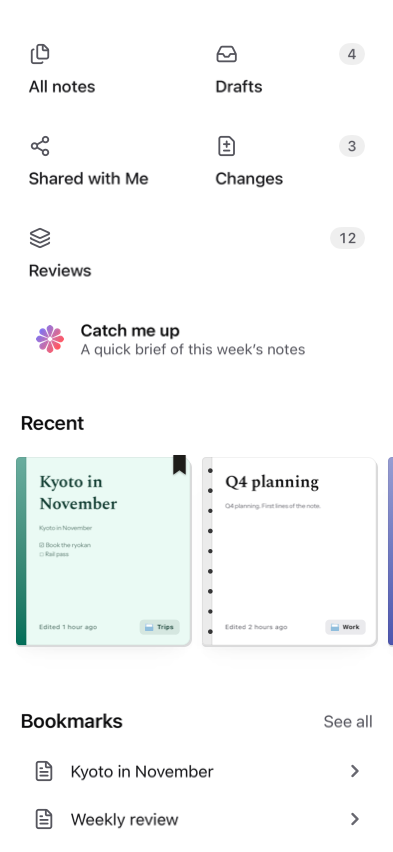 All notes
Drafts
4
Shared with Me
Changes
3
Reviews
12
Catch me up
A quick brief of this week's notes
Recent
Kyoto in
November
Kyoto in November
☑ Book the ryokan
☐ Rail pass
Edited 1 hour ago
Trips
Q4 planning
Q4 planning. First lines of the note.
Edited 2 hours ago
Work
Bookmarks
See all
Kyoto in November
Weekly review